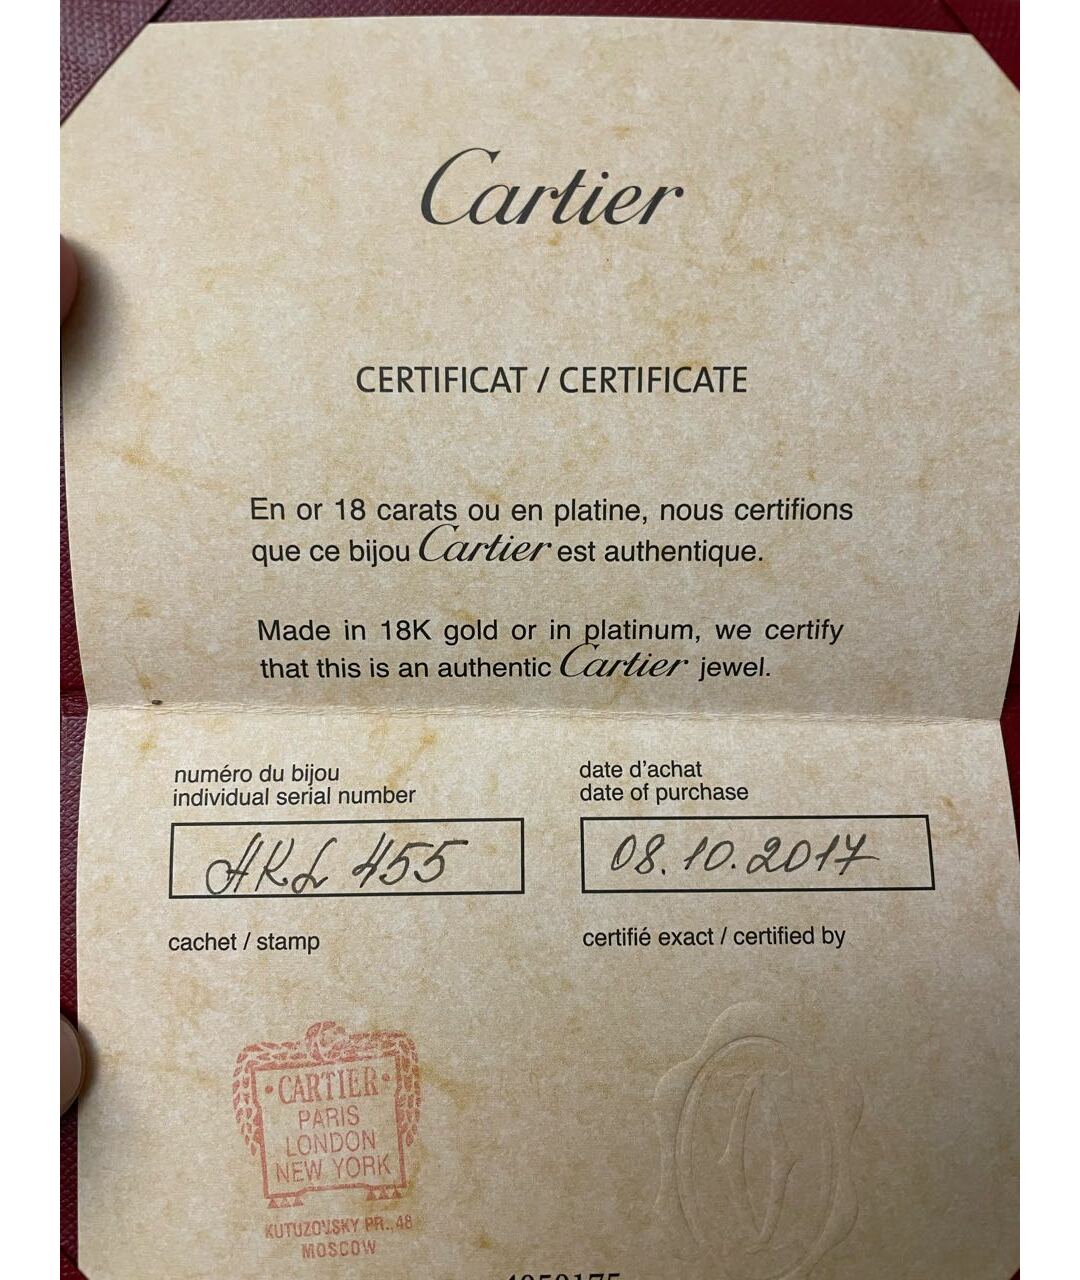 Cartier
CERTIFICAT / CERTIFICATE
En or 18 carats ou en platine, nous certifions
que ce bijou Cartier est authentique.
Made in 18K gold or in platinum, we certify
that this is an authentic Cartier jewel.
numéro du bijou
individual serial number
date d'achat
date of purchase
HRL 455
08.10.2017
cachet / stamp
certifié exact / certified by
·CARTIER·
PARIS
LONDON
NEW YORK
KUTUZOVSKY PR., 48
MOSCOW